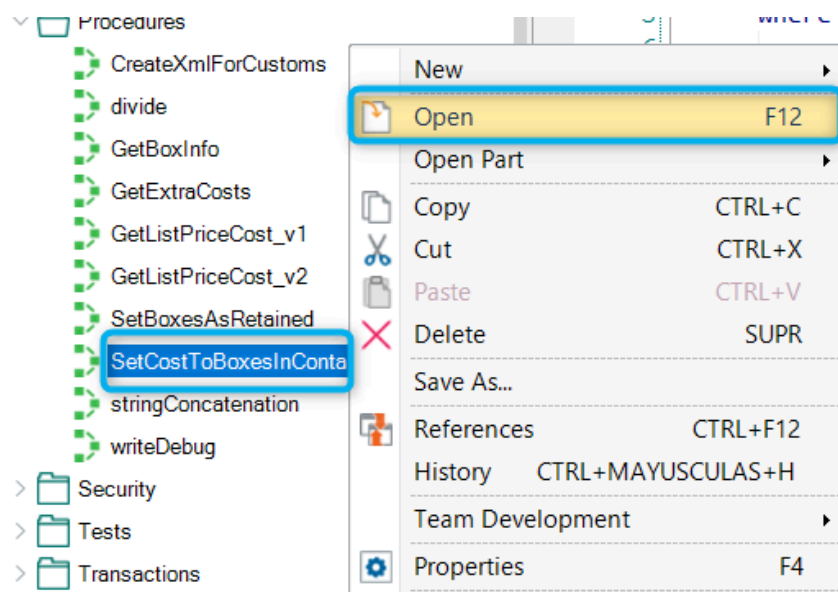 Procedures
CreateXmlForCustoms
divide
GetBoxInfo
GetExtraCosts
GetListPriceCost_v1
GetListPriceCost_v2
SetBoxesAsRetained
SetCostToBoxesInConta
stringConcatenation
writeDebug
Security
Tests
Transactions
New
Open F12
Open Part
Copy CTRL+C
Cut CTRL+X
Paste CTRL+V
Delete SUPR
Save As...
References CTRL+F12
History CTRL+MAYUSCULAS+H
Team Development
Properties F4